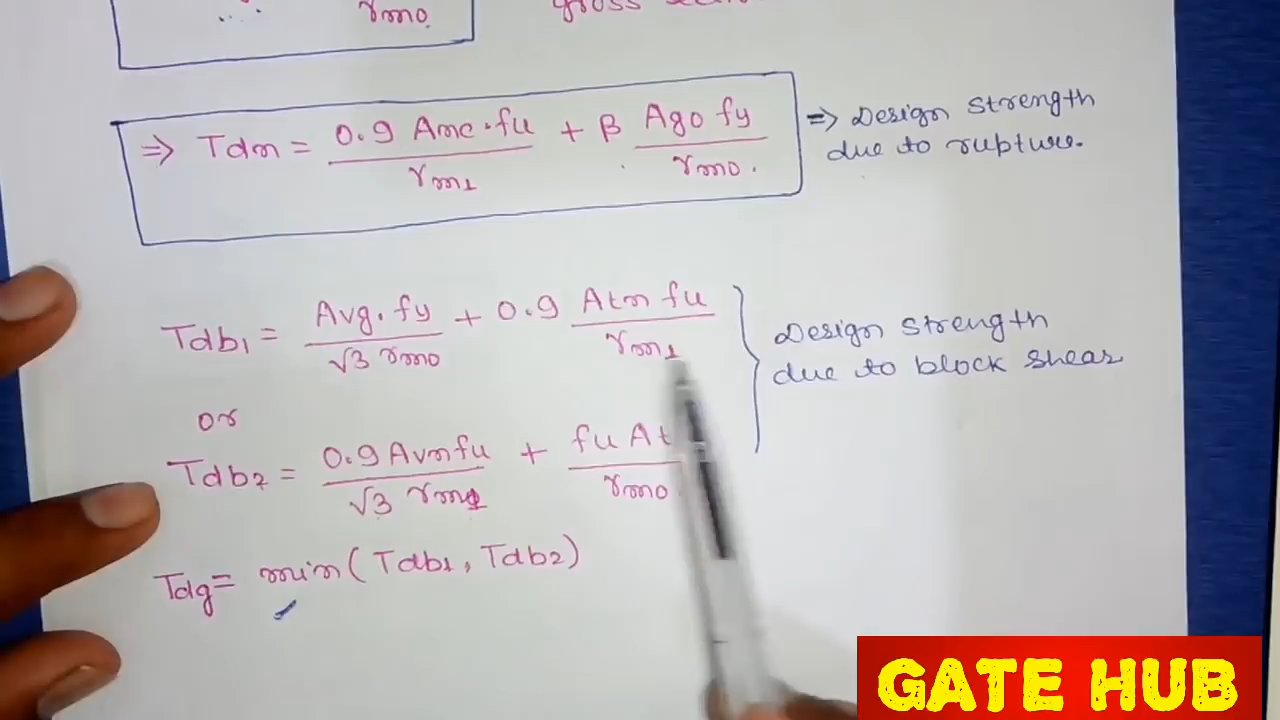 γm0
gross
⇒ Tdn = 0.9 Anc.fu / γm1 + β Ago fy / γm0.
⇒ Design strength
due to rupture.
Tdb1 = Avg.fy / √3 γm0 + 0.9 Atn fu / γm1
or
Tdb2 = 0.9 Avn fu / √3 γm1 + fu At / γm0
Design strength
due to block shear
Tdg = min(Tdb1, Tdb2)
GATE HUB